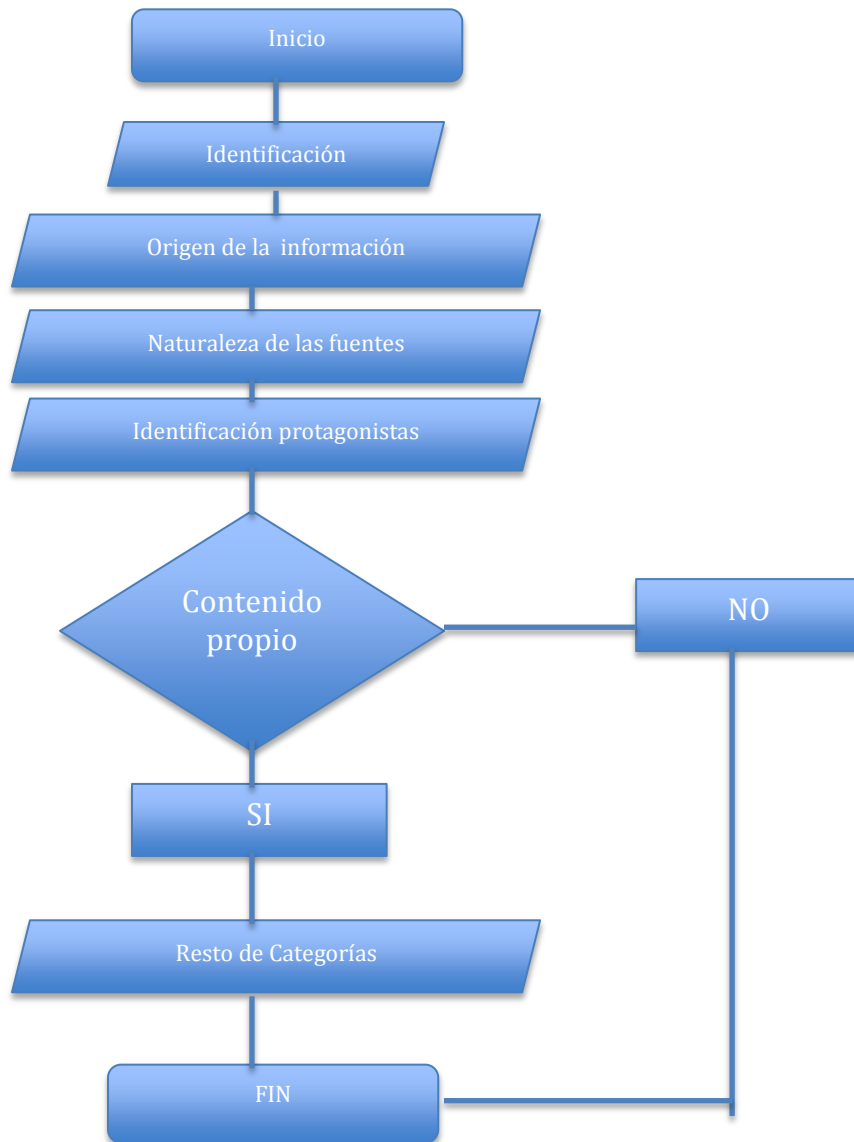 Inicio
Identificación
Origen de la información
Naturaleza de las fuentes
Identificación protagonistas
Contenido
propio
NO
SI
Resto de Categorías
FIN